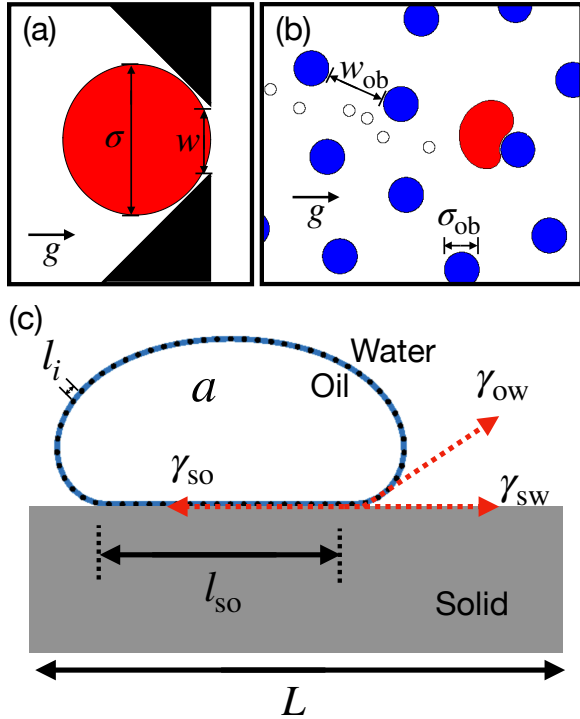 (a)
σ
w
g
(b)
w_ob
g
σ_ob
(c)
l_i
Water
Oil
a
γ_ow
γ_so
γ_sw
l_so
Solid
L